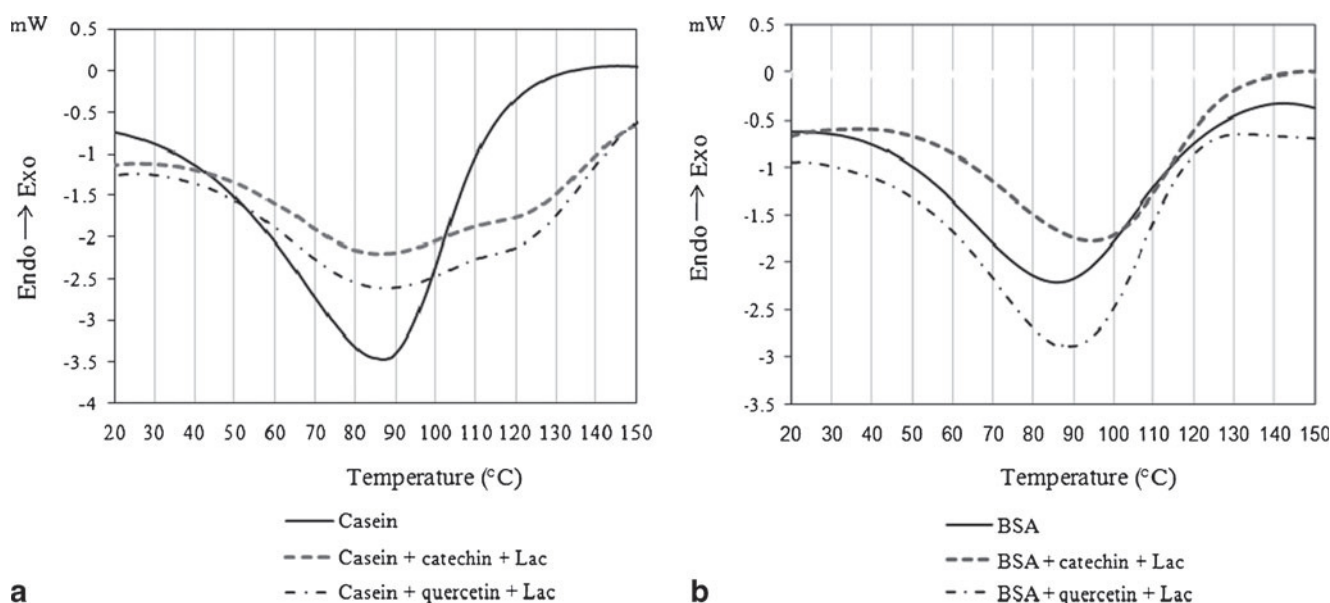 mW
0.5
0
-0.5
-1
-1.5
-2
-2.5
-3
-3.5
-4
Endo → Exo
20 30 40 50 60 70 80 90 100 110 120 130 140 150
Temperature (°C)
Casein
Casein + catechin + Lac
Casein + quercetin + Lac
a
mW
0.5
0
-0.5
-1
-1.5
-2
-2.5
-3
-3.5
Endo → Exo
20 30 40 50 60 70 80 90 100 110 120 130 140 150
Temperature (°C)
BSA
BSA + catechin + Lac
BSA + quercetin + Lac
b